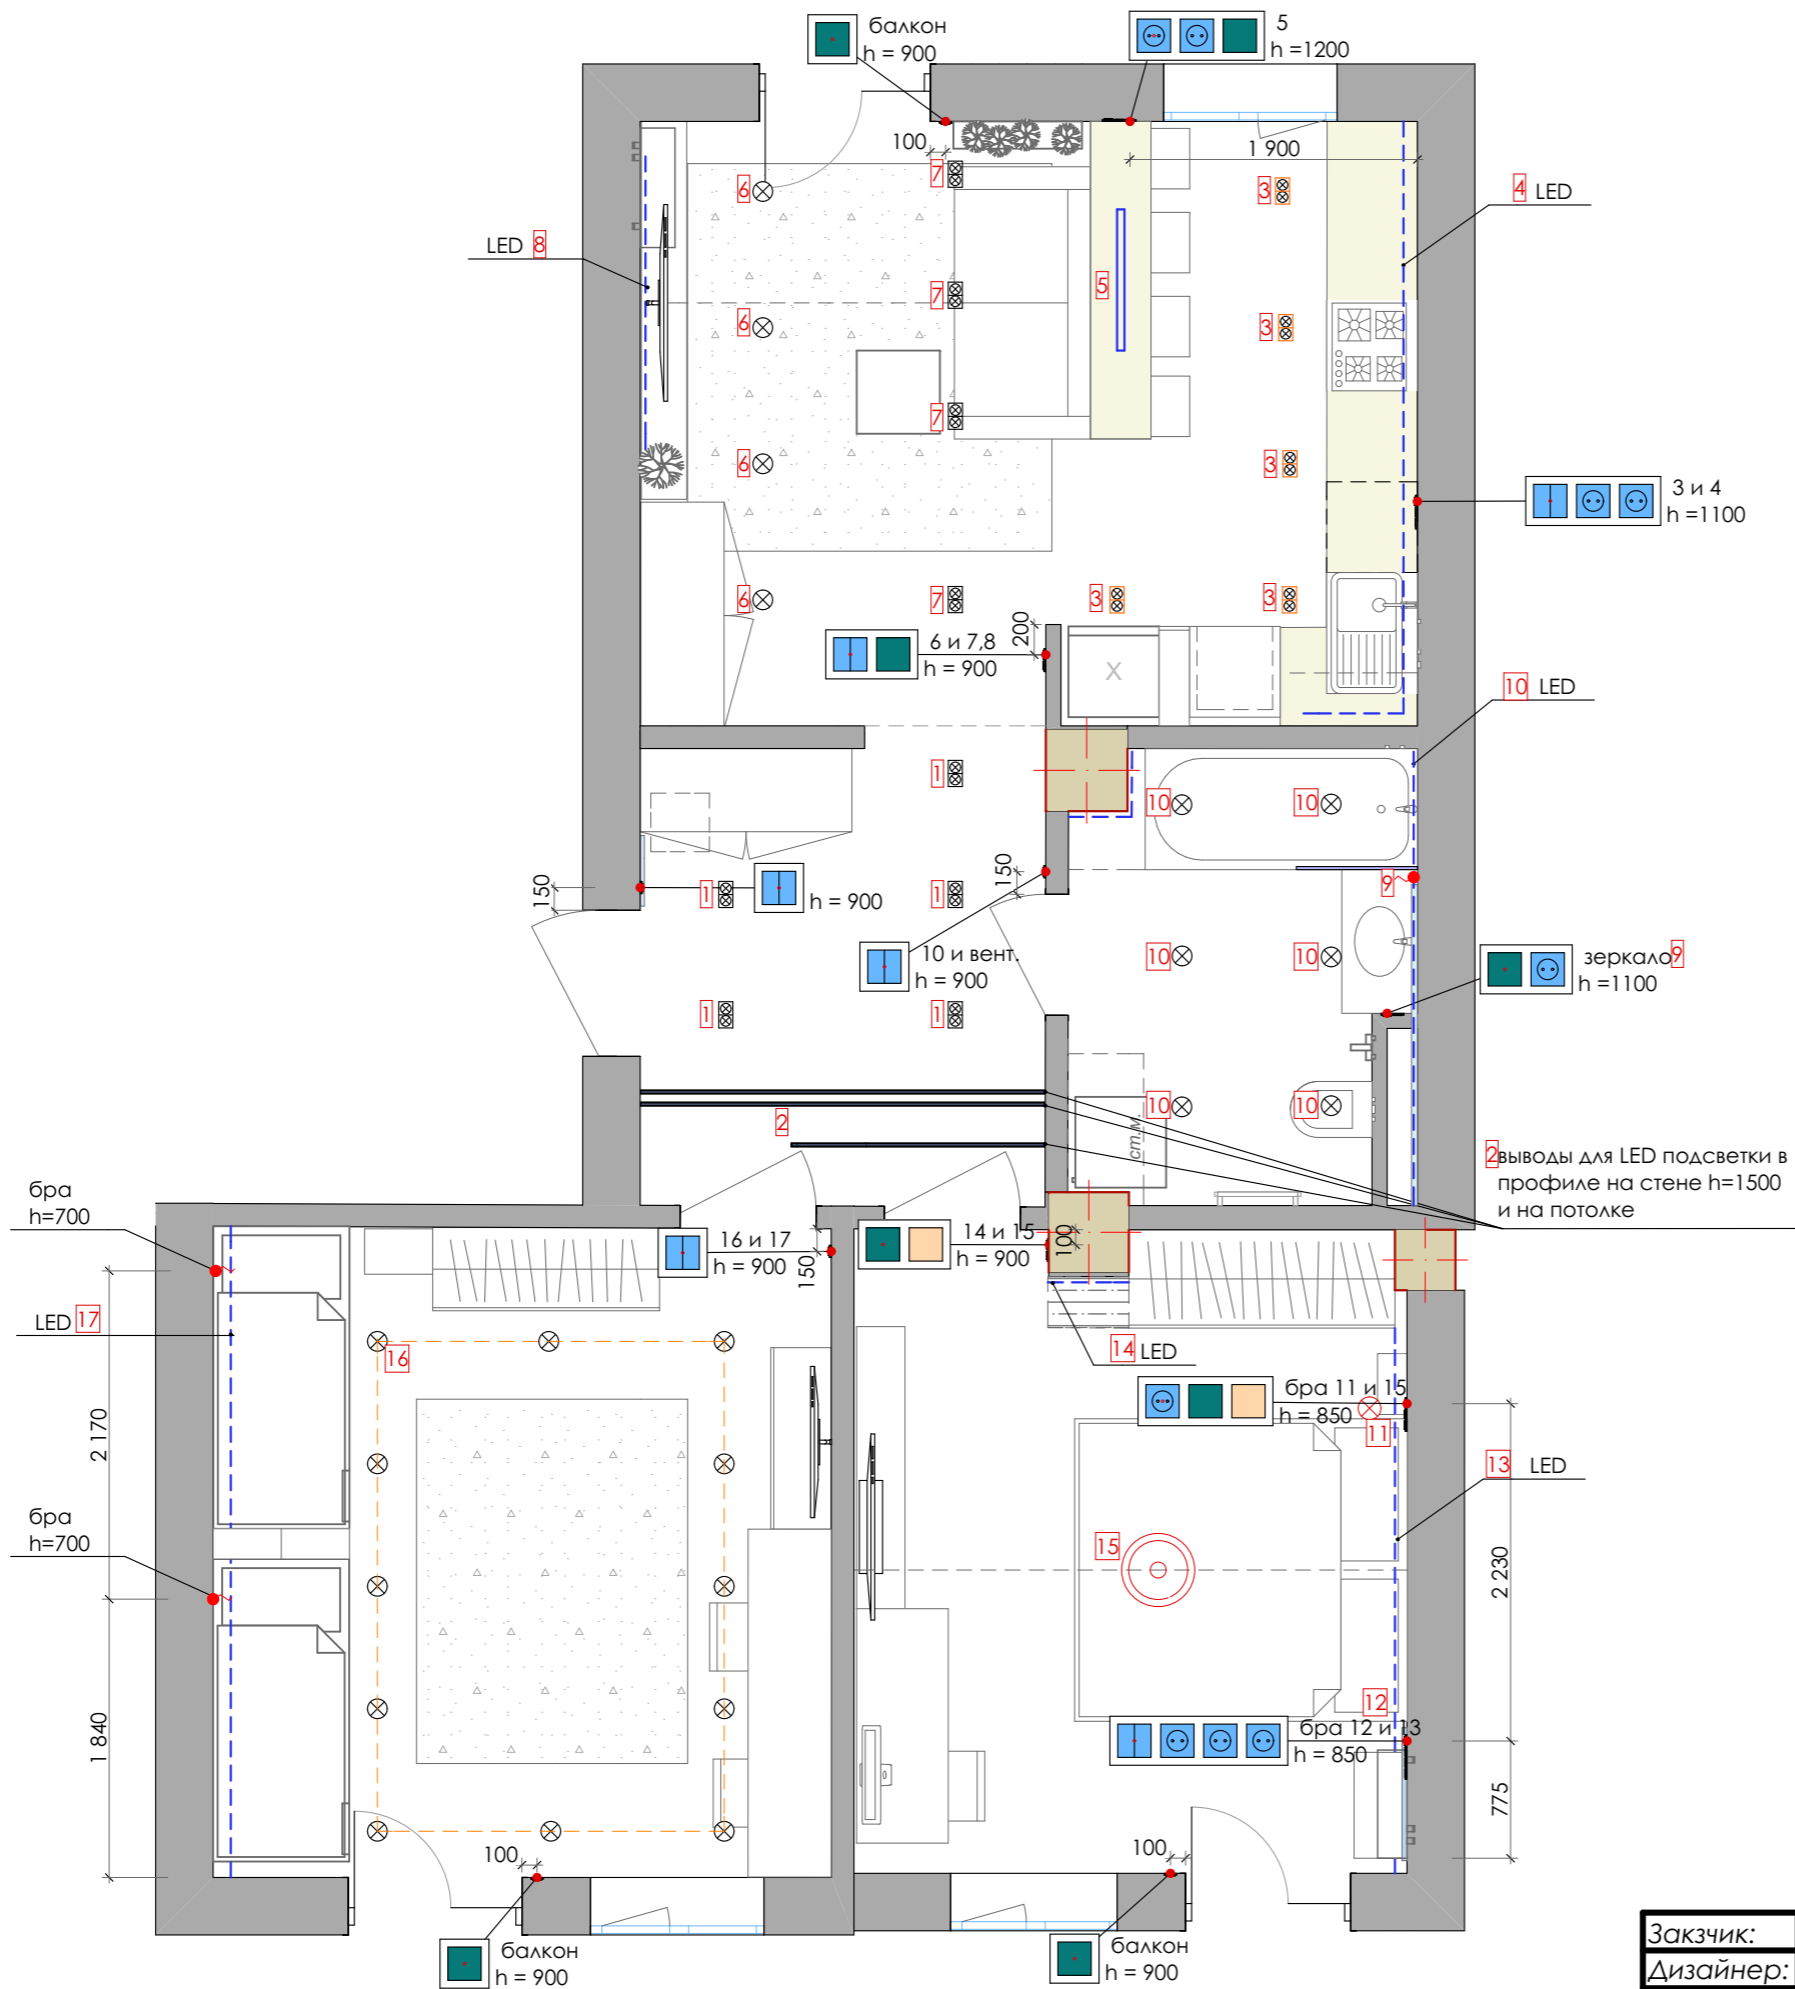 балкон
h = 900
5
h =1200
100
1 900
6
7
3
4 LED
LED 8
7
5
6
3
7
6
3
3 и 4
h =1100
6
7
3
3
6 и 7,8
h = 900
200
X
10 LED
1
10
10
150
1
h = 900
1
150
9
10 и вент.
h = 900
10
10
зеркало 9
h =1100
1
1
2
10
10
ст.м.
2 выводы для LED подсветки в
профиле на стене h=1500
и на потолке
бра
h=700
16 и 17
h = 900
150
14 и 15
h = 900
100
LED 17
16
14 LED
бра 11 и 15
h = 850
11
2 170
13 LED
бра
h=700
15
2 230
12
бра 12 и 13
h = 850
1 840
775
100
100
балкон
h = 900
балкон
h = 900
Закзчик:
Дизайнер: